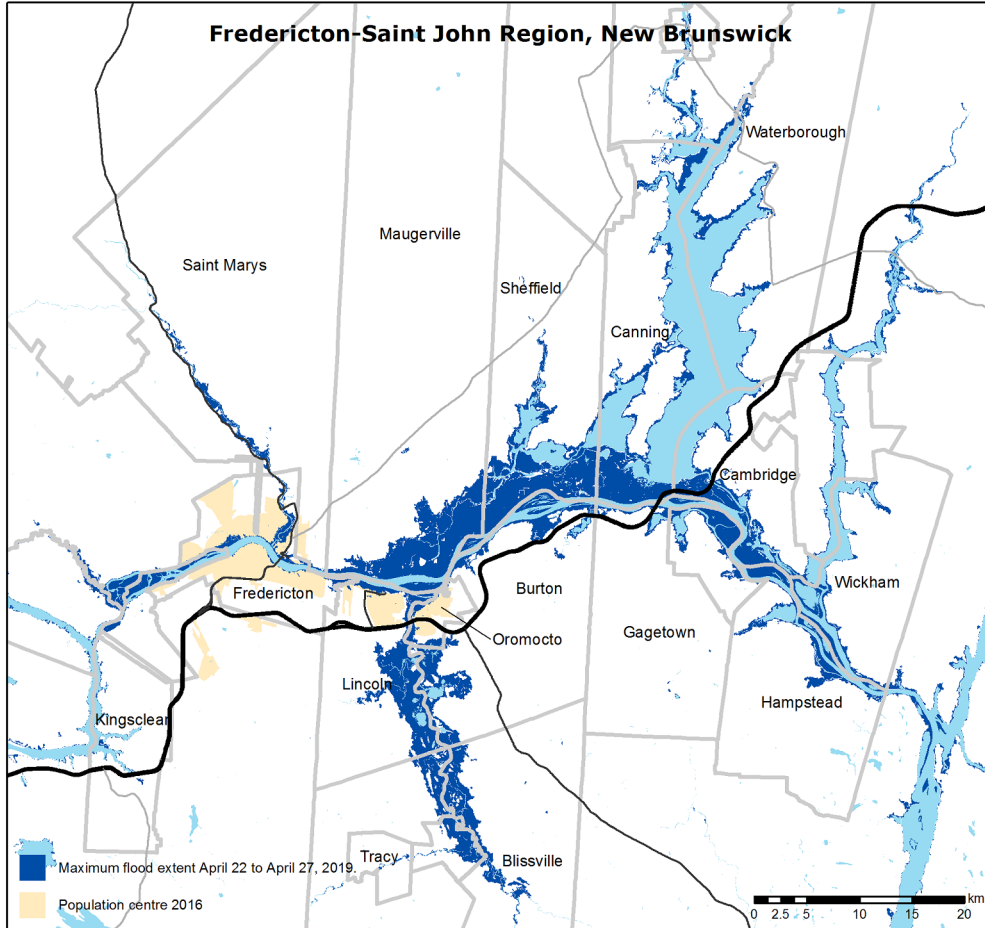 Fredericton-Saint John Region, New Brunswick
Waterborough
Maugerville
Saint Marys
Sheffield
Canning
Cambridge
Wickham
Fredericton
Burton
Oromocto
Gagetown
Lincoln
Hampstead
Kingsclear
Tracy
Blissville
Maximum flood extent April 22 to April 27, 2019.
Population centre 2016
km
0 2.5 5 10 15 20